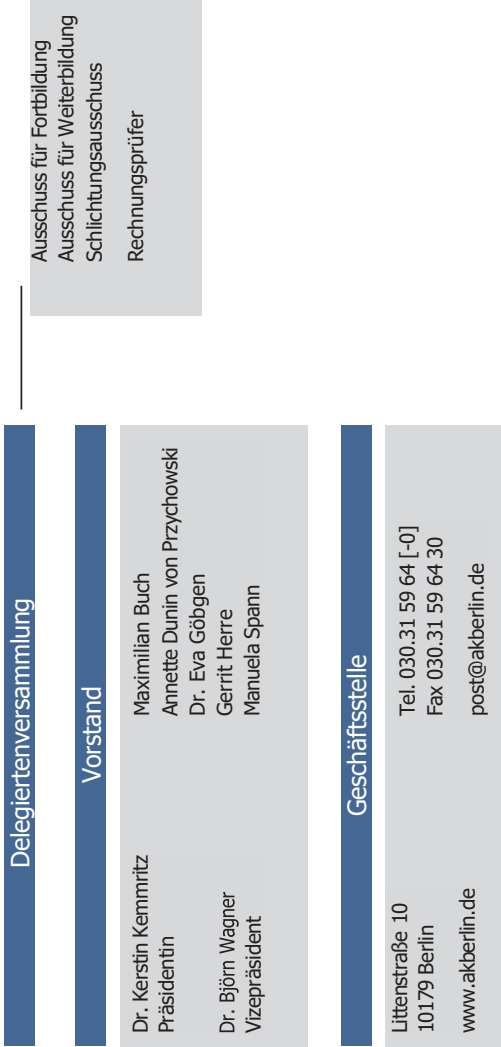 Delegiertenversammlung
Ausschuss für Fortbildung
Ausschuss für Weiterbildung
Schlichtungsausschuss
Rechnungsprüfer
Vorstand
Dr. Kerstin Kemmritz
Präsidentin
Dr. Björn Wagner
Vizepräsident
Maximilian Buch
Annette Dunin von Przychowski
Dr. Eva Göbgen
Gerrit Herre
Manuela Spann
Geschäftsstelle
Littenstraße 10
10179 Berlin
www.akberlin.de
Tel. 030.31 59 64 [-0]
Fax 030.31 59 64 30
post@akberlin.de